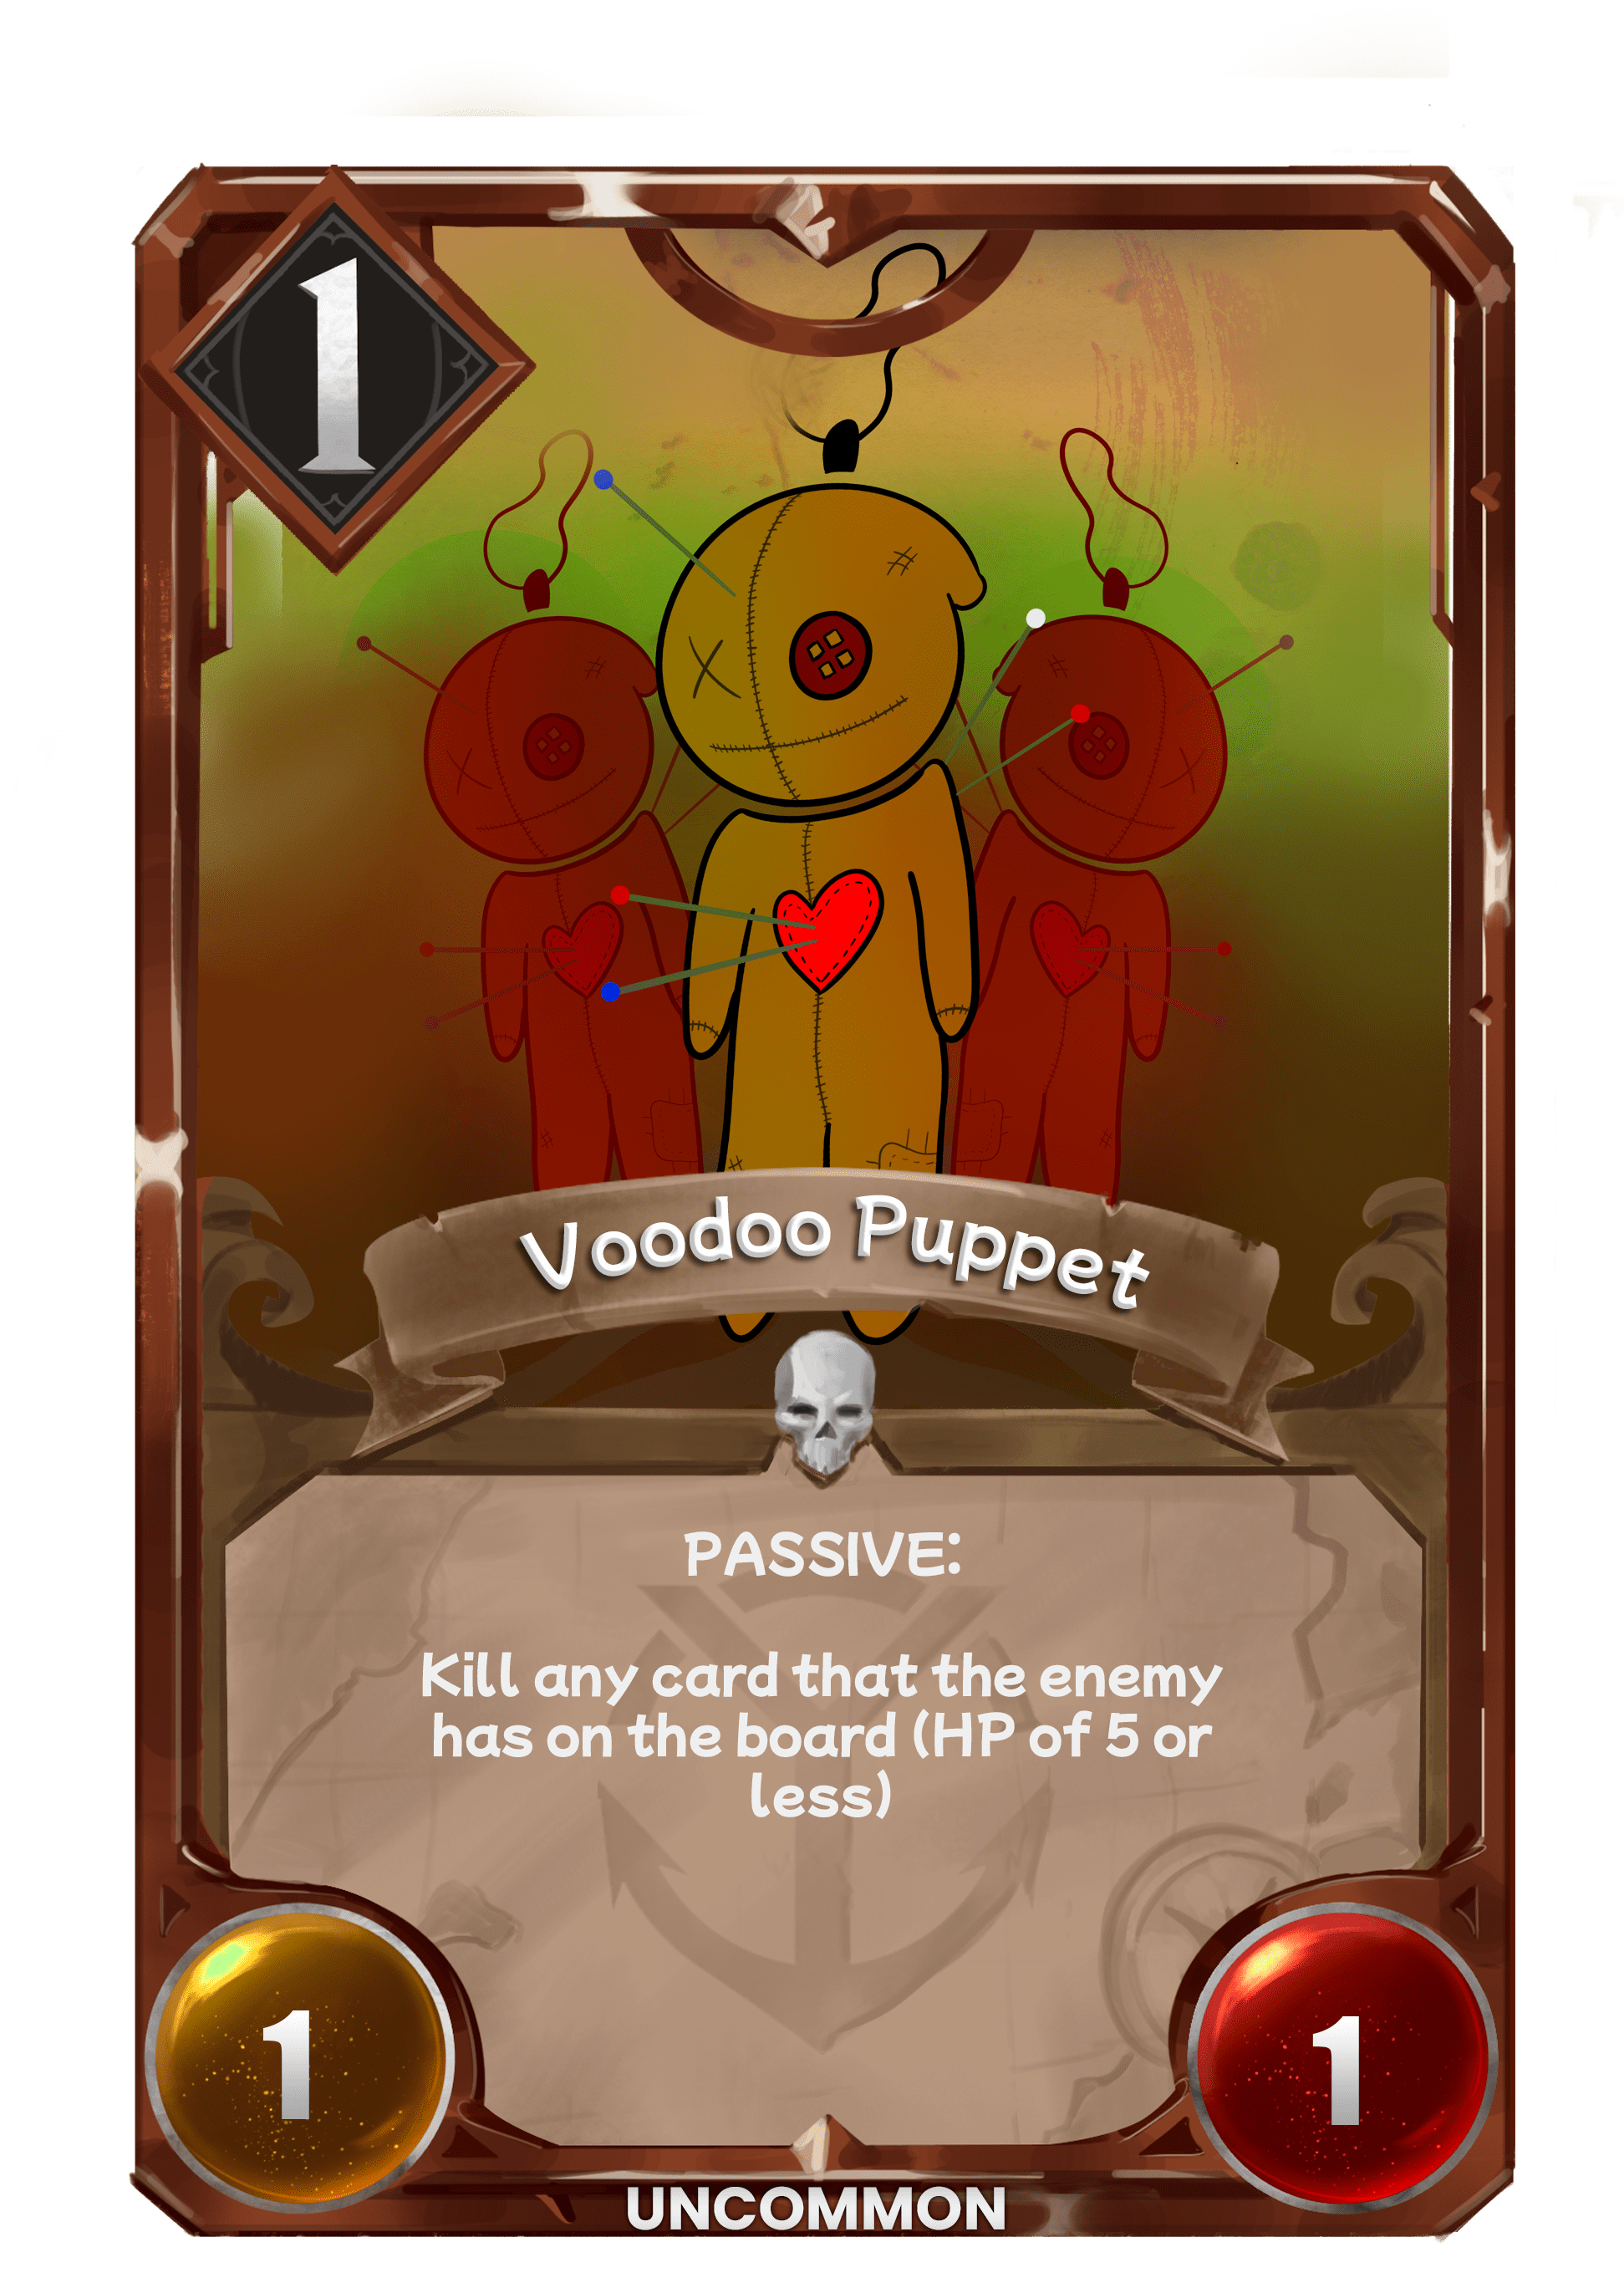 1
Voodoo Puppet
PASSIVE:
Kill any card that the enemy
has on the board (HP of 5 or
less)
1
1
UNCOMMON